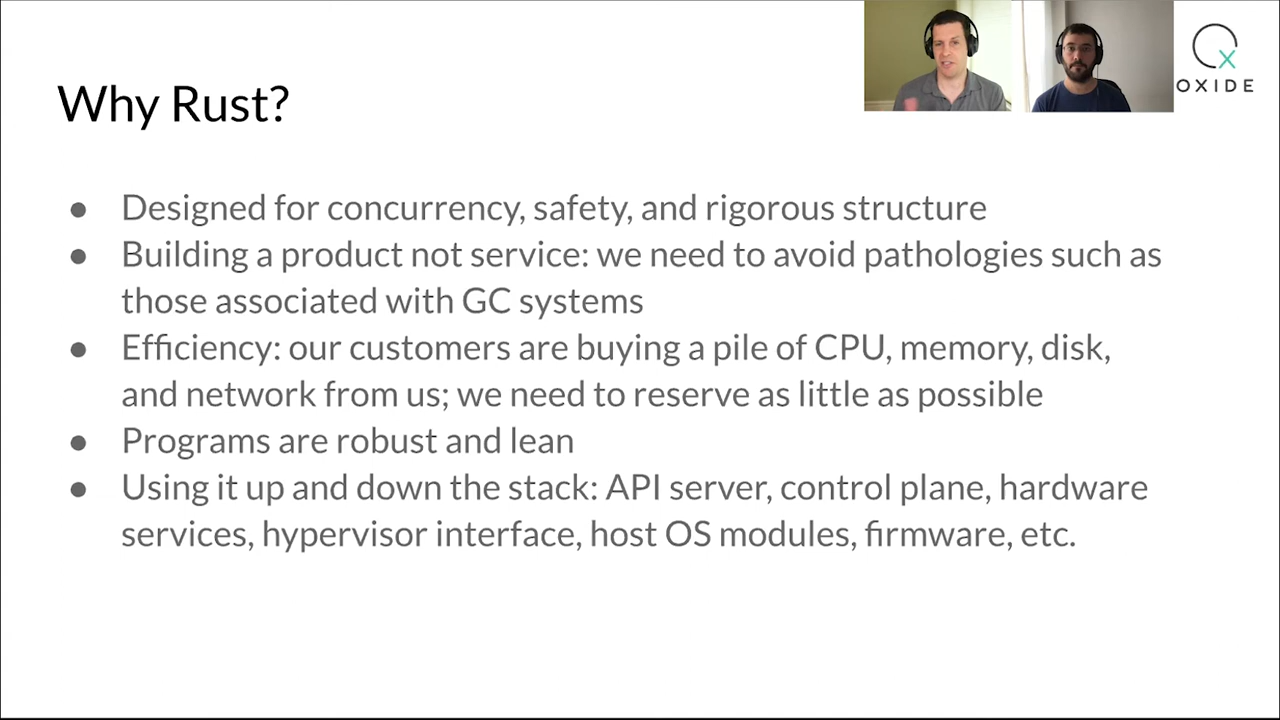 Why Rust?
OXIDE
● Designed for concurrency, safety, and rigorous structure
● Building a product not service: we need to avoid pathologies such as
those associated with GC systems
● Efficiency: our customers are buying a pile of CPU, memory, disk,
and network from us; we need to reserve as little as possible
● Programs are robust and lean
● Using it up and down the stack: API server, control plane, hardware
services, hypervisor interface, host OS modules, firmware, etc.